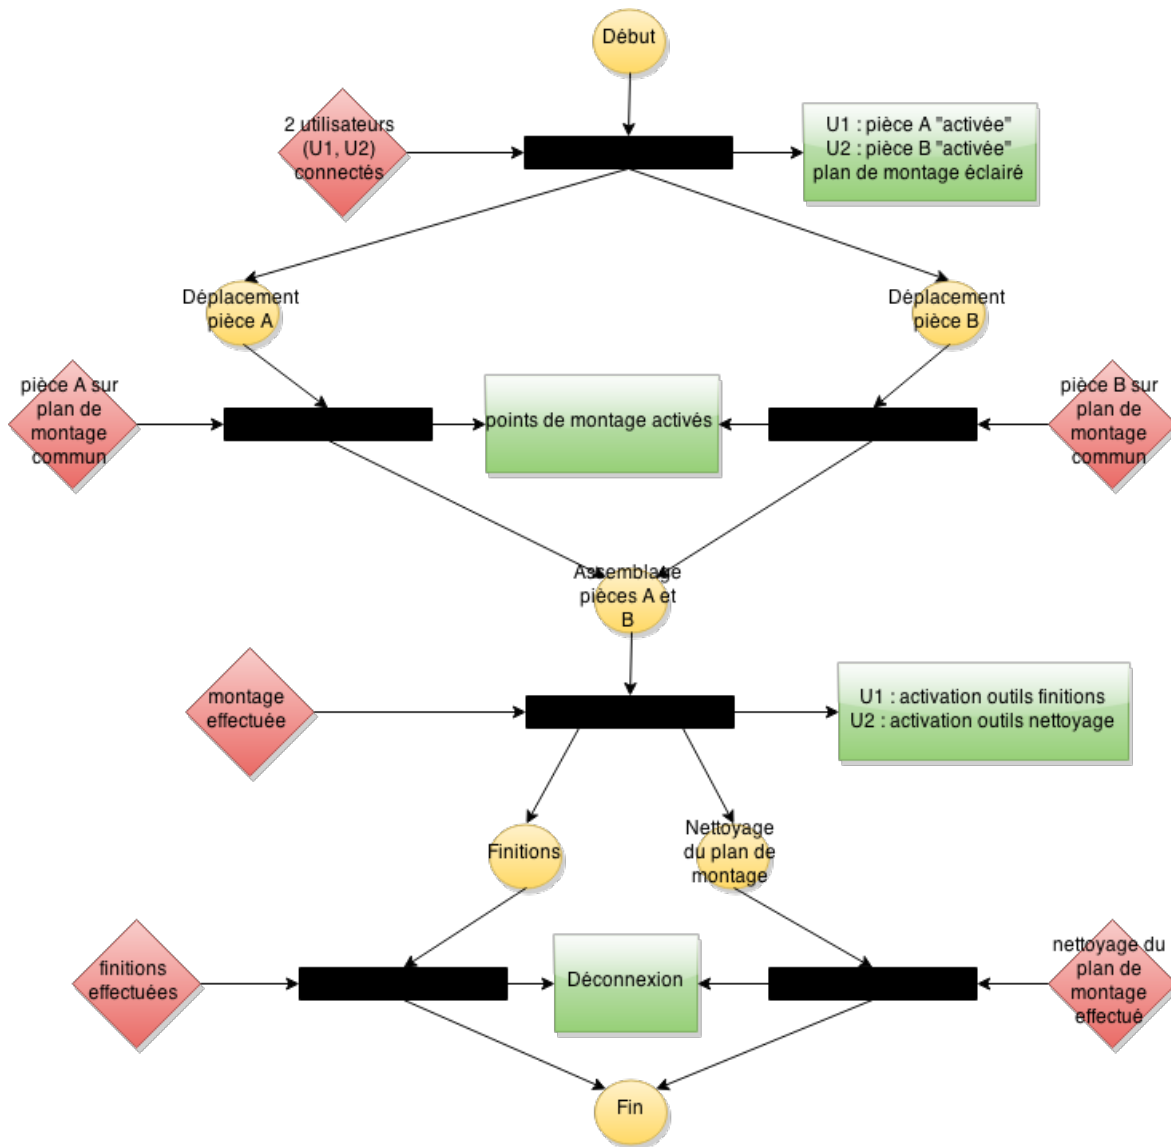 Début
2 utilisateurs
(U1, U2)
connectés
U1 : pièce A "activée"
U2 : pièce B "activée"
plan de montage éclairé
Déplacement
pièce A
Déplacement
pièce B
pièce A sur
plan de
montage
commun
points de montage activés
pièce B sur
plan de
montage
commun
Assemblage
pièces A et
B
montage
effectuée
U1 : activation outils finitions
U2 : activation outils nettoyage
Finitions
Nettoyage
du plan de
montage
finitions
effectuées
Déconnexion
nettoyage du
plan de
montage
effectué
Fin